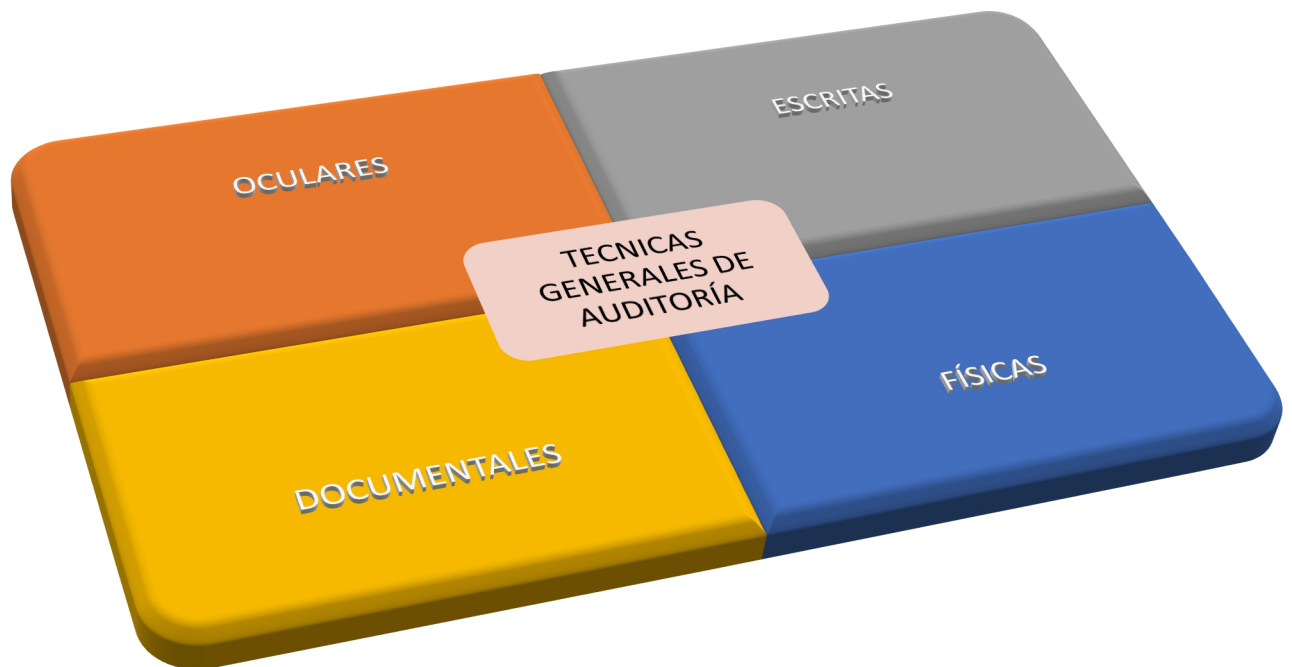 OCULARES
ESCRITAS
TECNICAS
GENERALES DE
AUDITORÍA
DOCUMENTALES
FÍSICAS